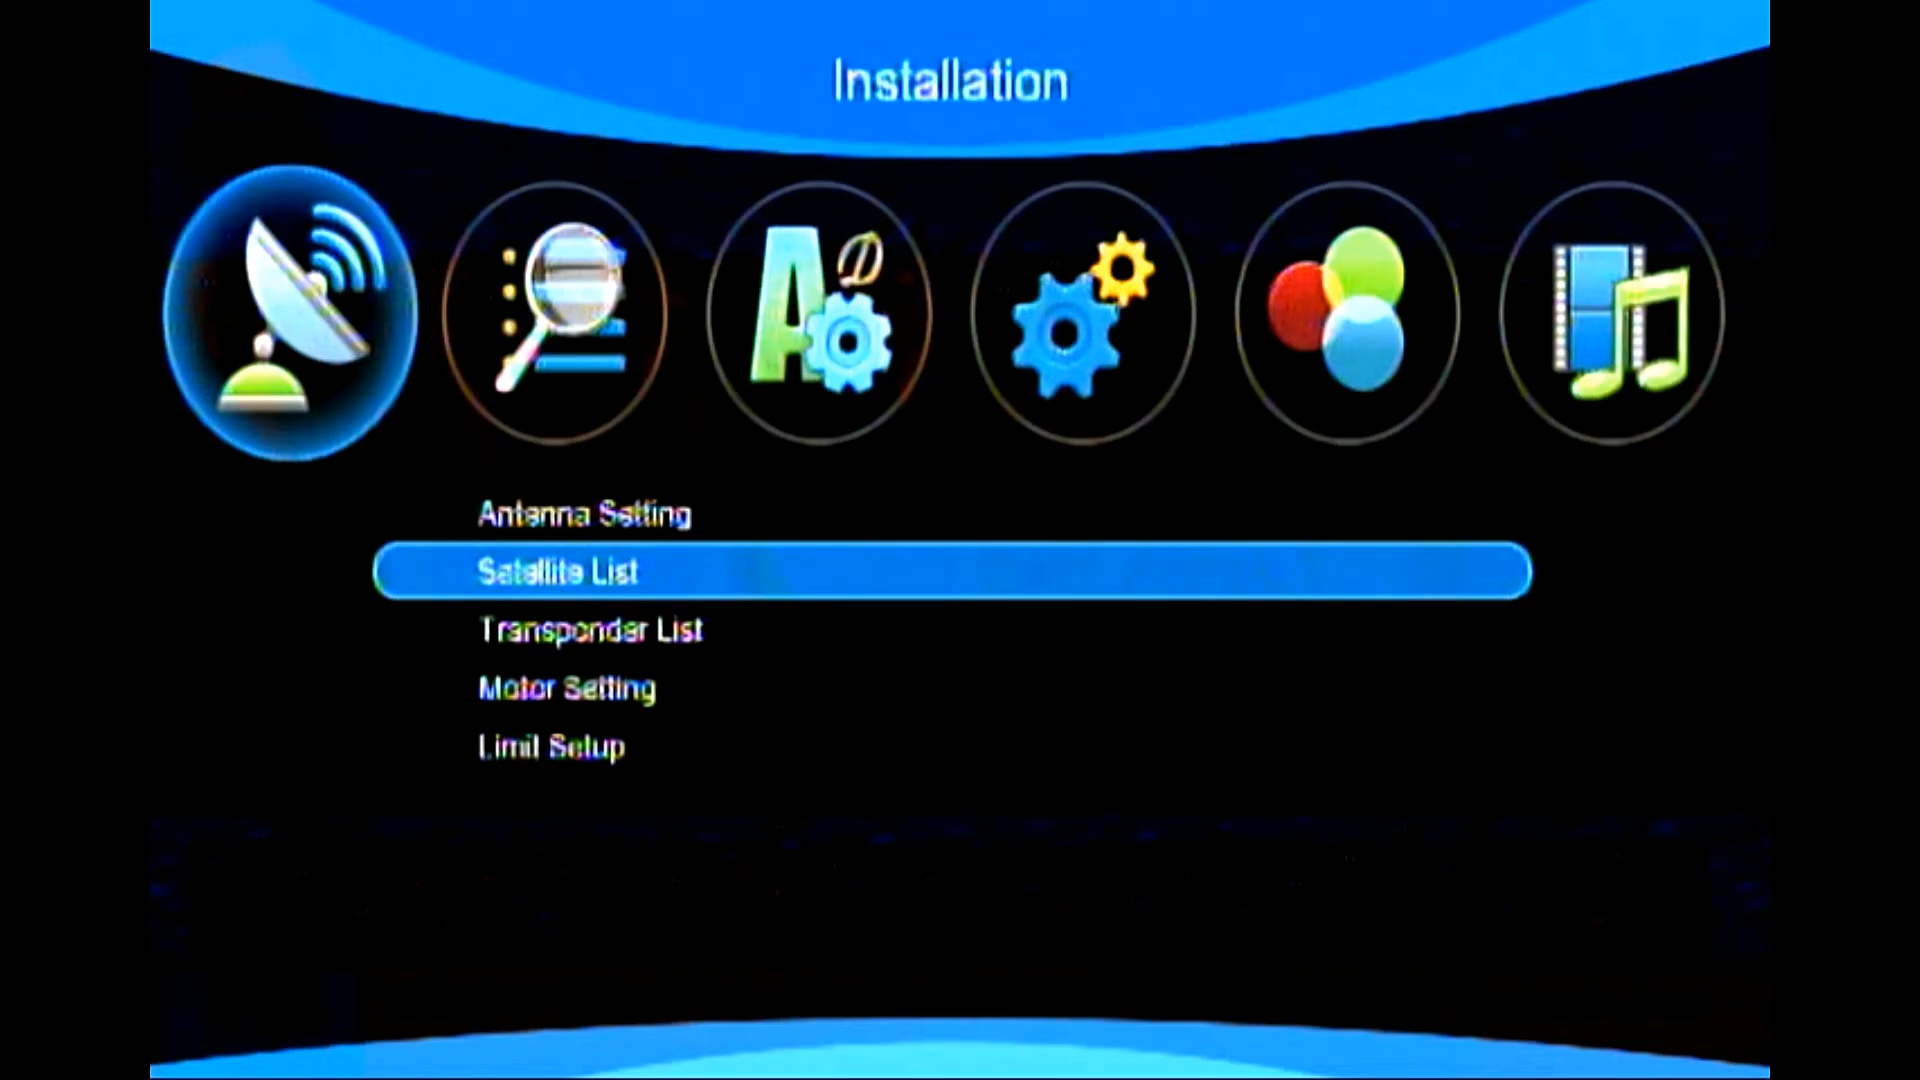 Installation
Antenna Setting
Satellite List
Transponder List
Motor Setting
Limit Setup